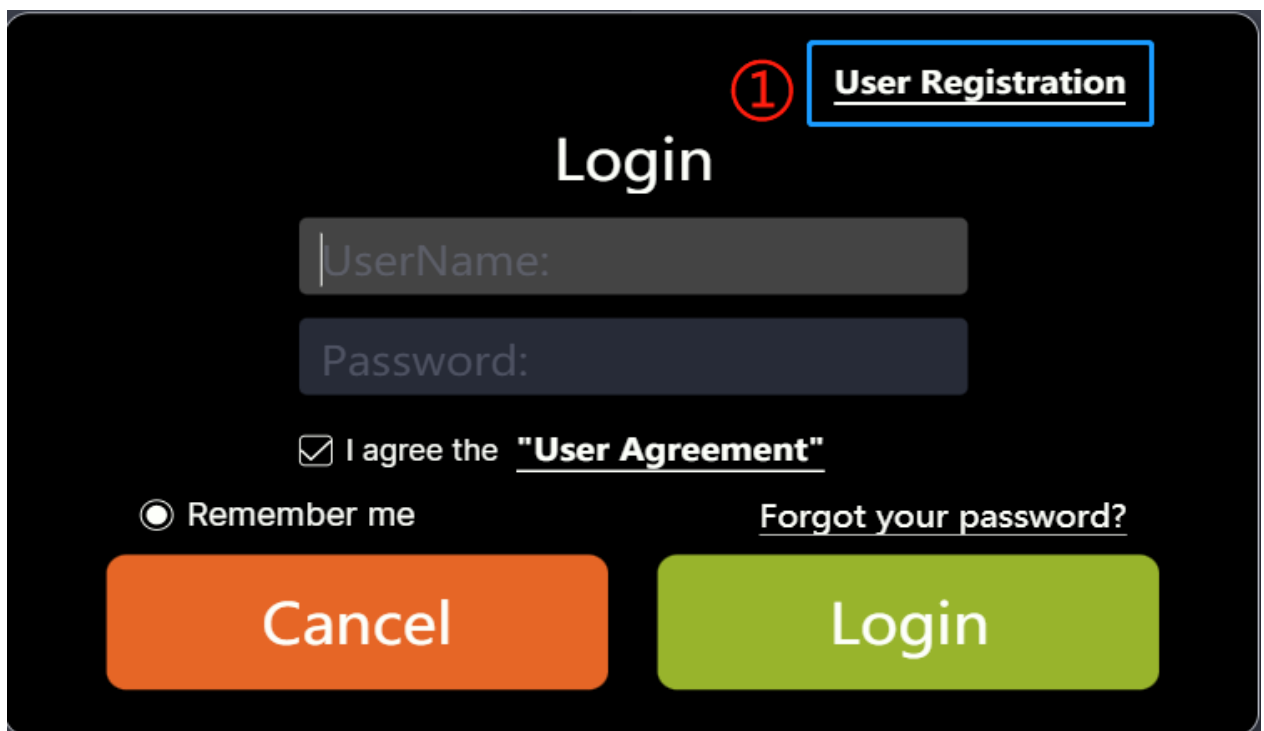 ① User Registration
Login
UserName:
Password:
I agree the "User Agreement"
Remember me
Forgot your password?
Cancel
Login